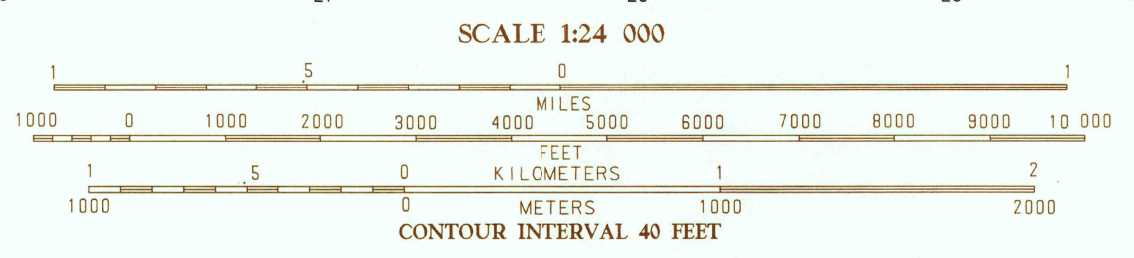 SCALE 1:24 000
1 .5 0 1
MILES
1000 0 1000 2000 3000 4000 5000 6000 7000 8000 9000 10 000
FEET
1 .5 0 KILOMETERS 1 2
1000 0 METERS 1000 2000
CONTOUR INTERVAL 40 FEET